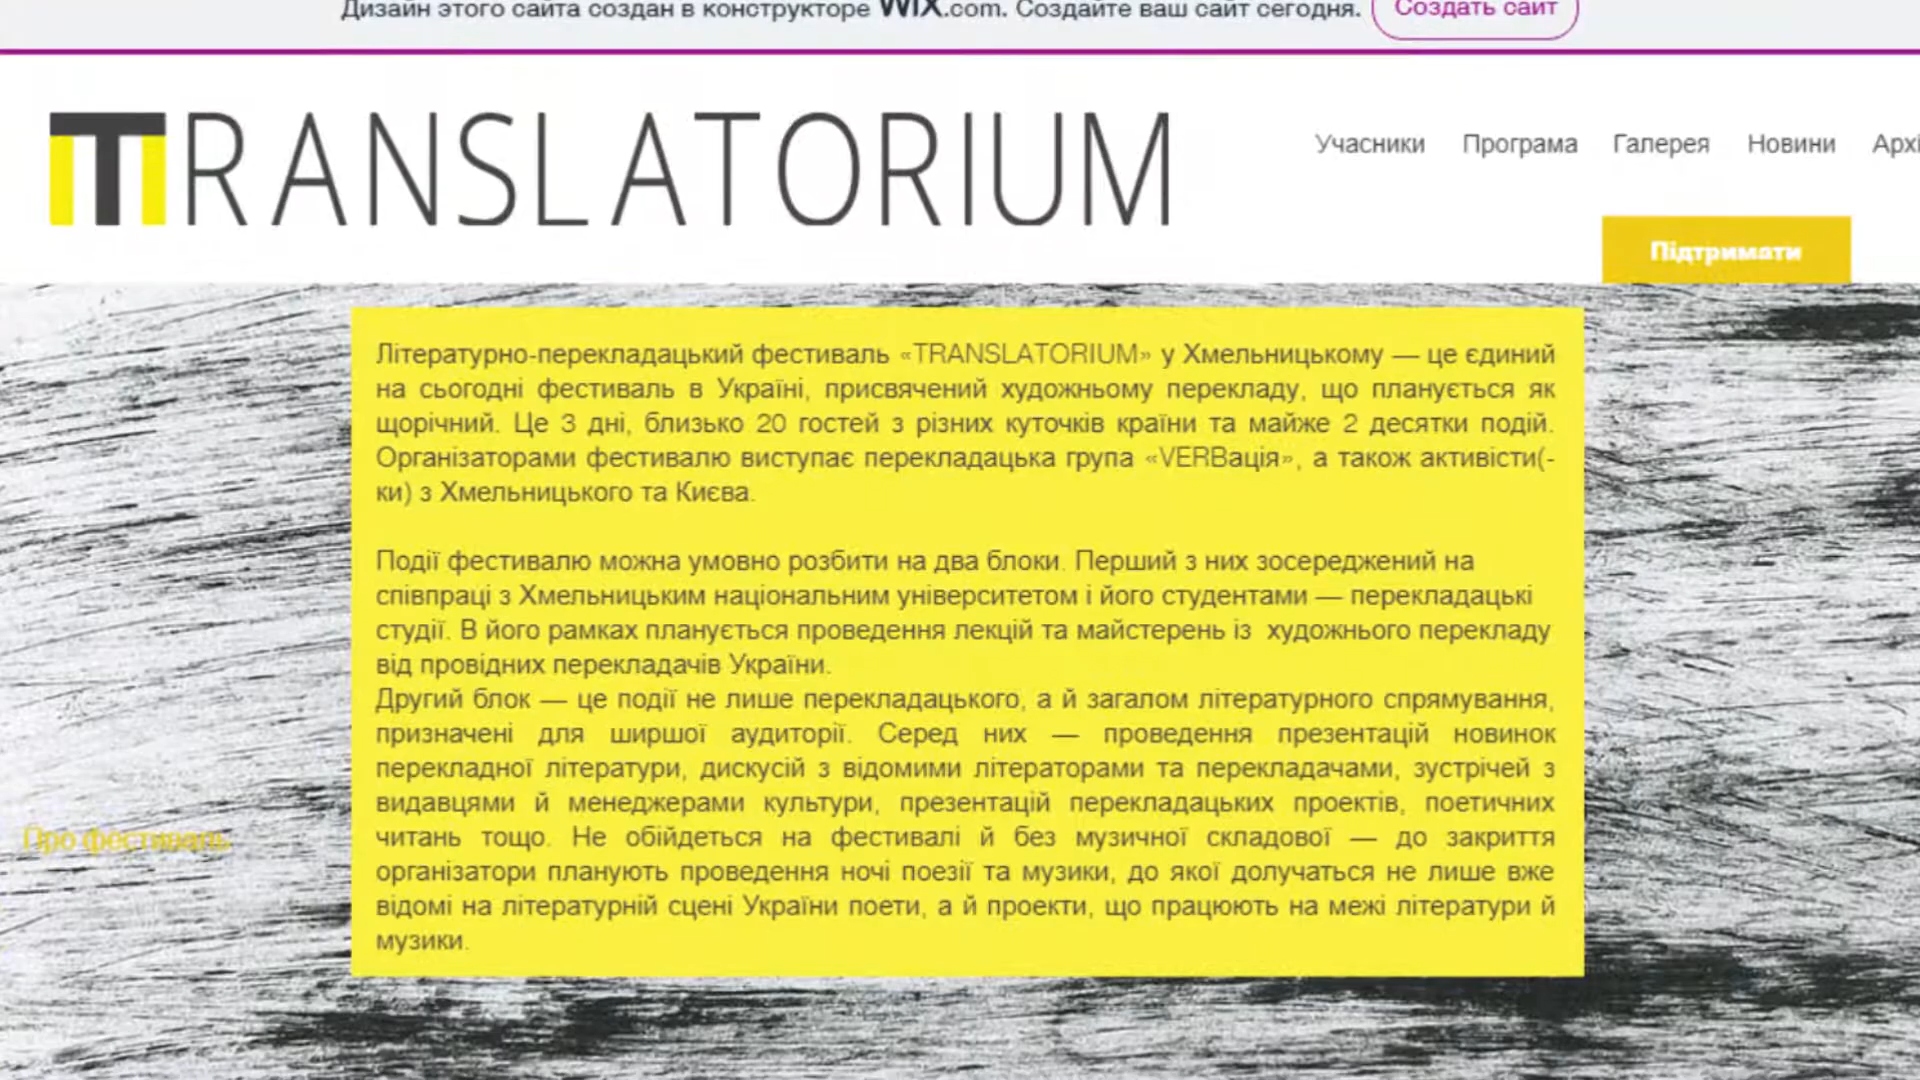 Дизайн этого сайта создан в конструкторе WIX.com. Создайте ваш сайт сегодня. Создать сайт
TRANSLATORIUM
Учасники Програма Галерея Новини Архі
Підтримати
Літературно-перекладацький фестиваль «TRANSLATORIUM» у Хмельницькому — це єдиний
на сьогодні фестиваль в Україні, присвячений художньому перекладу, що планується як
щорічний. Це 3 дні, близько 20 гостей з різних куточків країни та майже 2 десятки подій.
Організаторами фестивалю виступає перекладацька група «VERBація», а також активісти(-
ки) з Хмельницького та Києва.
Події фестивалю можна умовно розбити на два блоки. Перший з них зосереджений на
співпраці з Хмельницьким національним університетом і його студентами — перекладацькі
студії. В його рамках планується проведення лекцій та майстерень із художнього перекладу
від провідних перекладачів України.
Другий блок — це події не лише перекладацького, а й загалом літературного спрямування,
призначені для ширшої аудиторії. Серед них — проведення презентацій новинок
перекладної літератури, дискусій з відомими літераторами та перекладачами, зустрічей з
видавцями й менеджерами культури, презентацій перекладацьких проектів, поетичних
читань тощо. Не обійдеться на фестивалі й без музичної складової — до закриття
організатори планують проведення ночі поезії та музики, до якої долучаться не лише вже
відомі на літературній сцені України поети, а й проекти, що працюють на межі літератури й
музики.
Про фестиваль